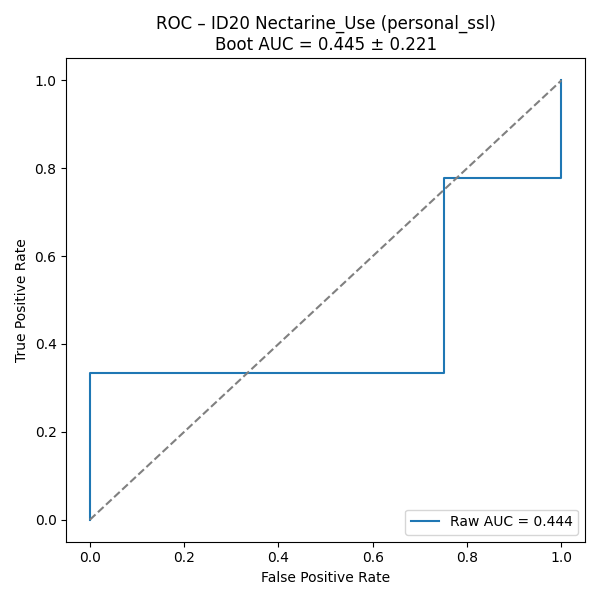 ROC – ID20 Nectarine_Use (personal_ssl)
Boot AUC = 0.445 ± 0.221
True Positive Rate
1.0
0.8
0.6
0.4
0.2
0.0
Raw AUC = 0.444
0.0 0.2 0.4 0.6 0.8 1.0
False Positive Rate